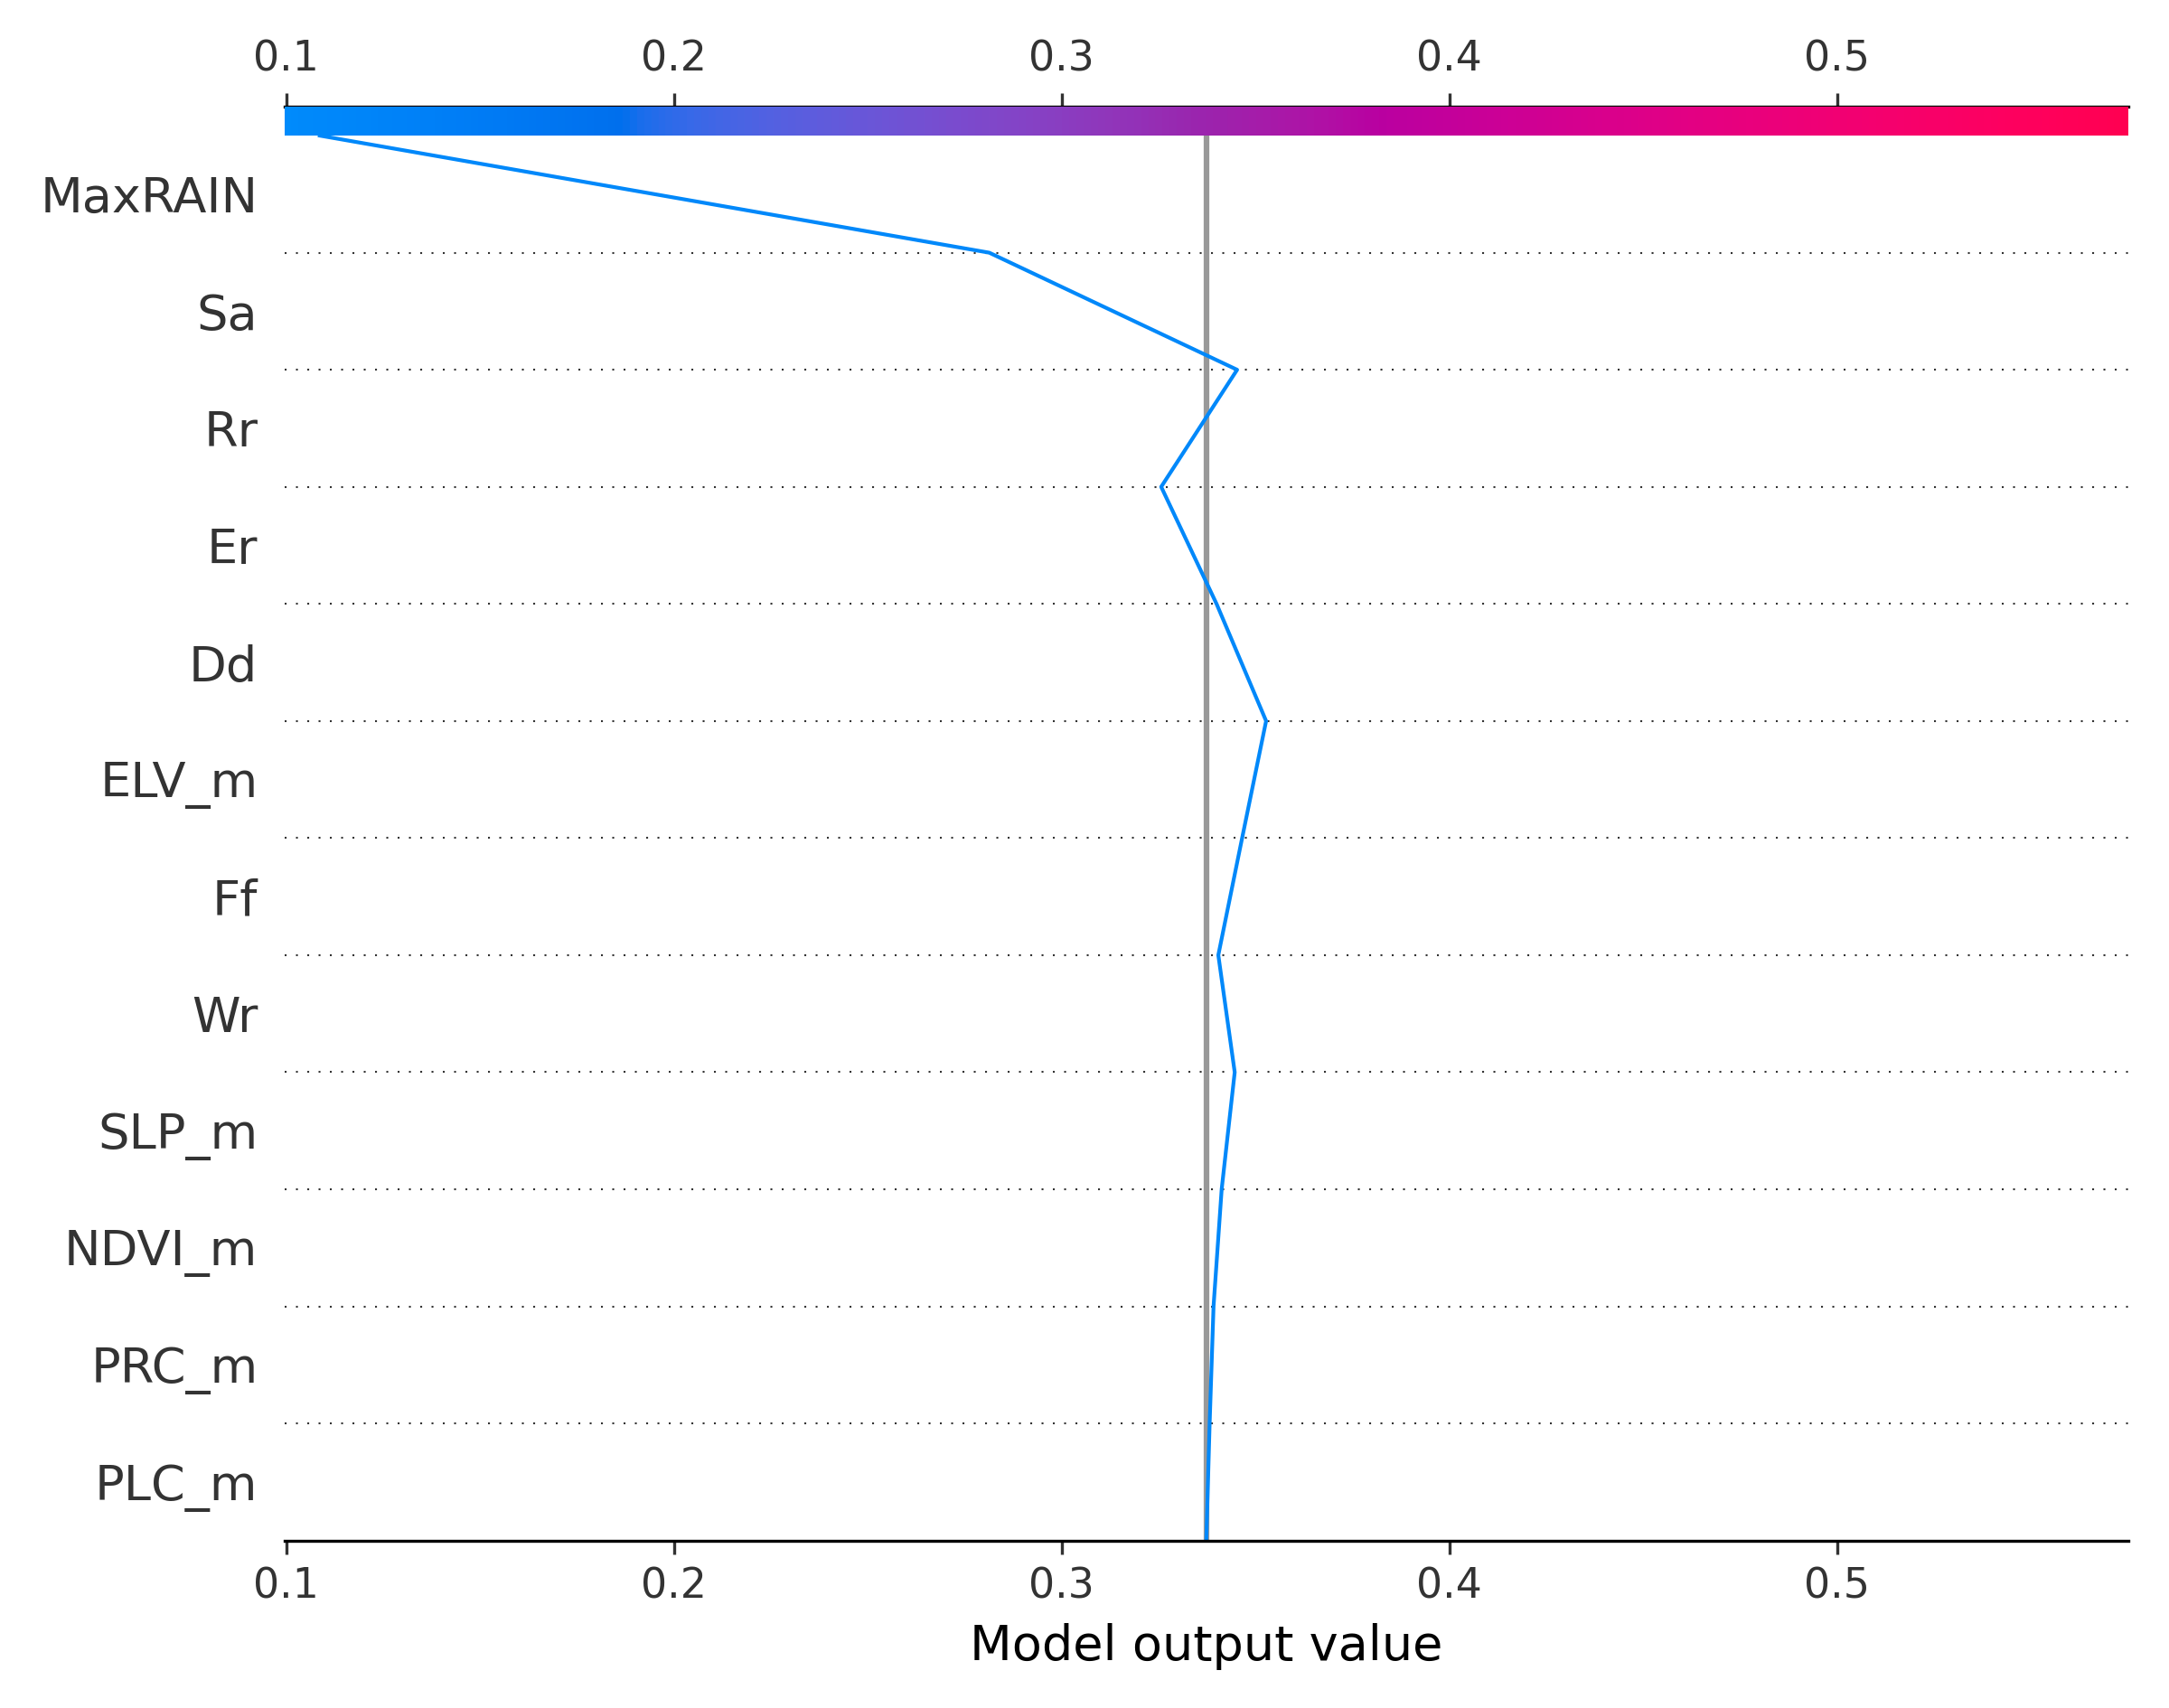 0.1 0.2 0.3 0.4 0.5
MaxRAIN
Sa
Rr
Er
Dd
ELV_m
Ff
Wr
SLP_m
NDVI_m
PRC_m
PLC_m
0.1 0.2 0.3 0.4 0.5
Model output value